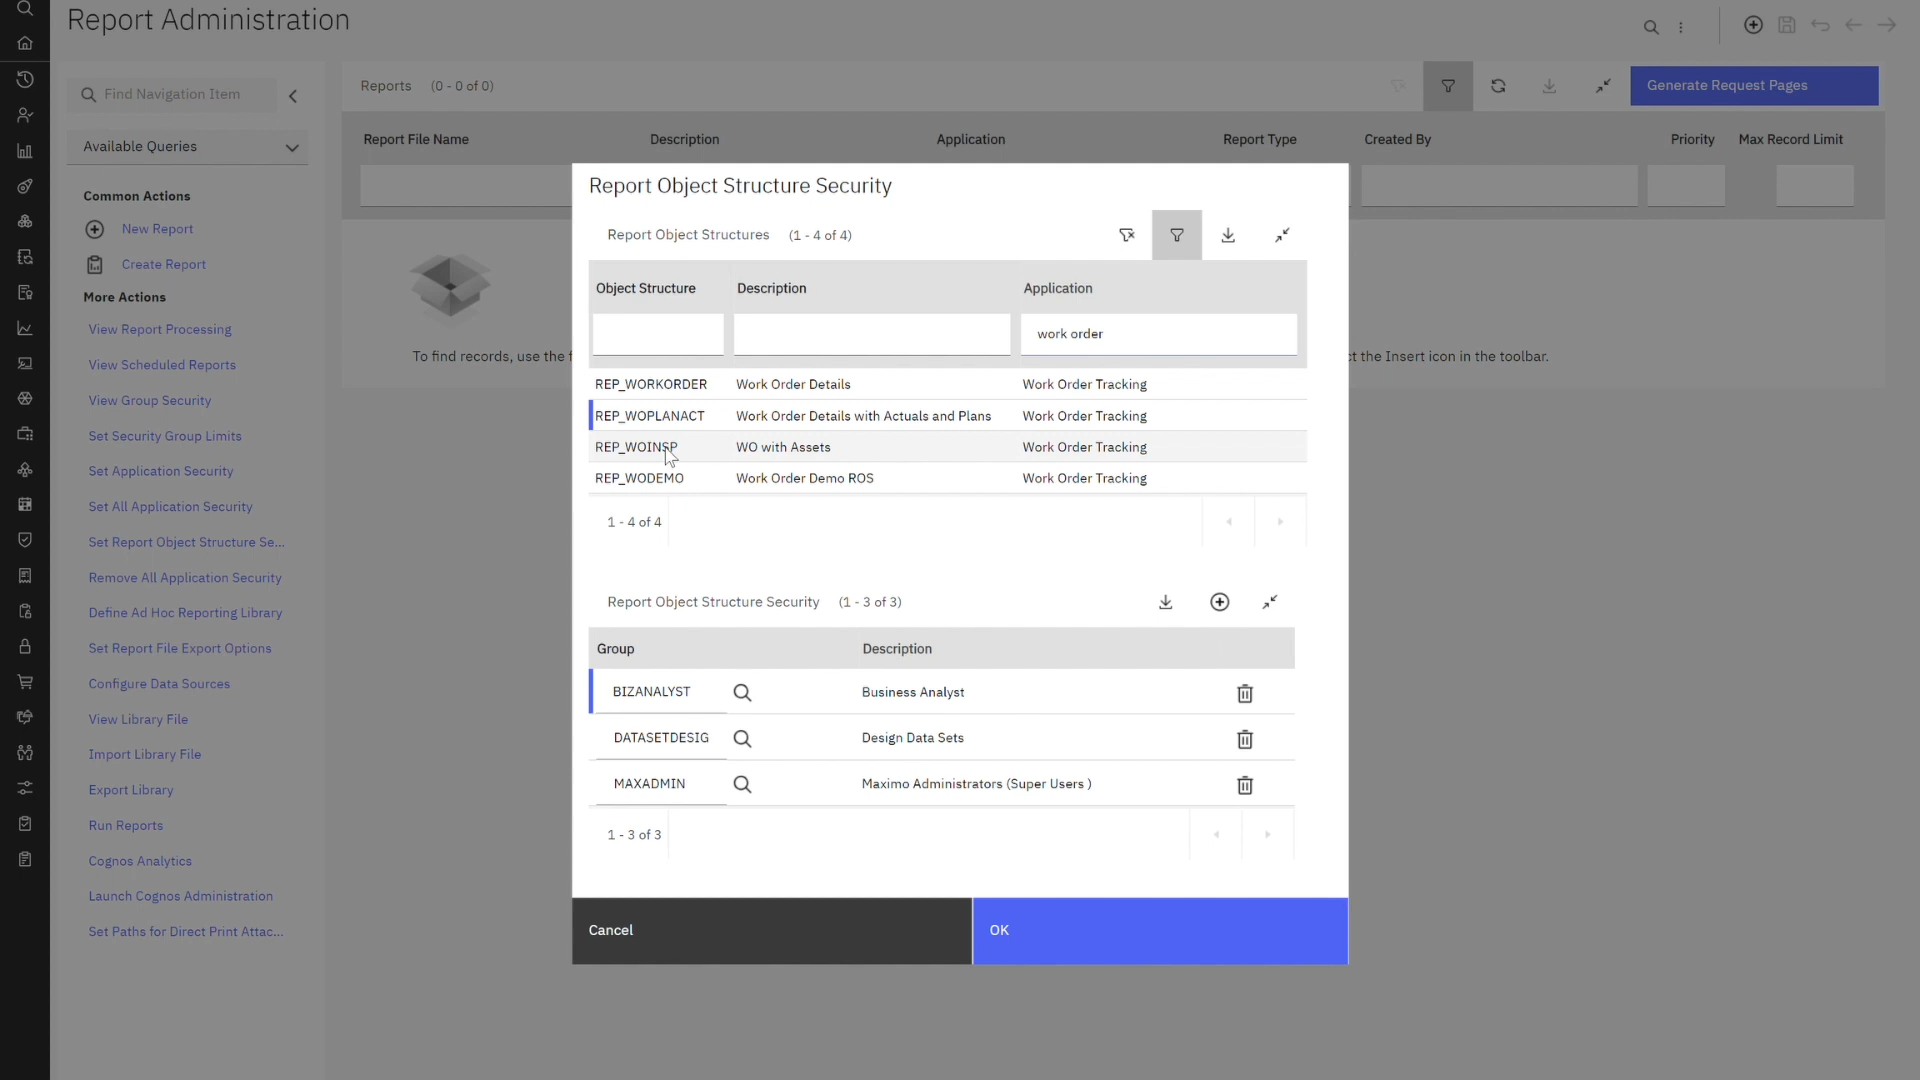 Report Administration
Find Navigation Item
Available Queries
Common Actions
New Report
Create Report
More Actions
View Report Processing
View Scheduled Reports
View Group Security
Set Security Group Limits
Set Application Security
Set All Application Security
Set Report Object Structure Se...
Remove All Application Security
Define Ad Hoc Reporting Library
Set Report File Export Options
Configure Data Sources
View Library File
Import Library File
Export Library
Run Reports
Cognos Analytics
Launch Cognos Administration
Set Paths for Direct Print Attac...
Reports (0 - 0 of 0)
Generate Request Pages
Report File Name Description Application Report Type Created By Priority Max Record Limit
To find records, use the
ct the Insert icon in the toolbar.
Report Object Structure Security
Report Object Structures (1 - 4 of 4)
Object Structure Description Application
work order
REP_WORKORDER Work Order Details Work Order Tracking
REP_WOPLANACT Work Order Details with Actuals and Plans Work Order Tracking
REP_WOINSP WO with Assets Work Order Tracking
REP_WODEMO Work Order Demo ROS Work Order Tracking
1 - 4 of 4
Report Object Structure Security (1 - 3 of 3)
Group Description
BIZANALYST Business Analyst
DATASETDESIG Design Data Sets
MAXADMIN Maximo Administrators (Super Users )
1 - 3 of 3
Cancel
OK